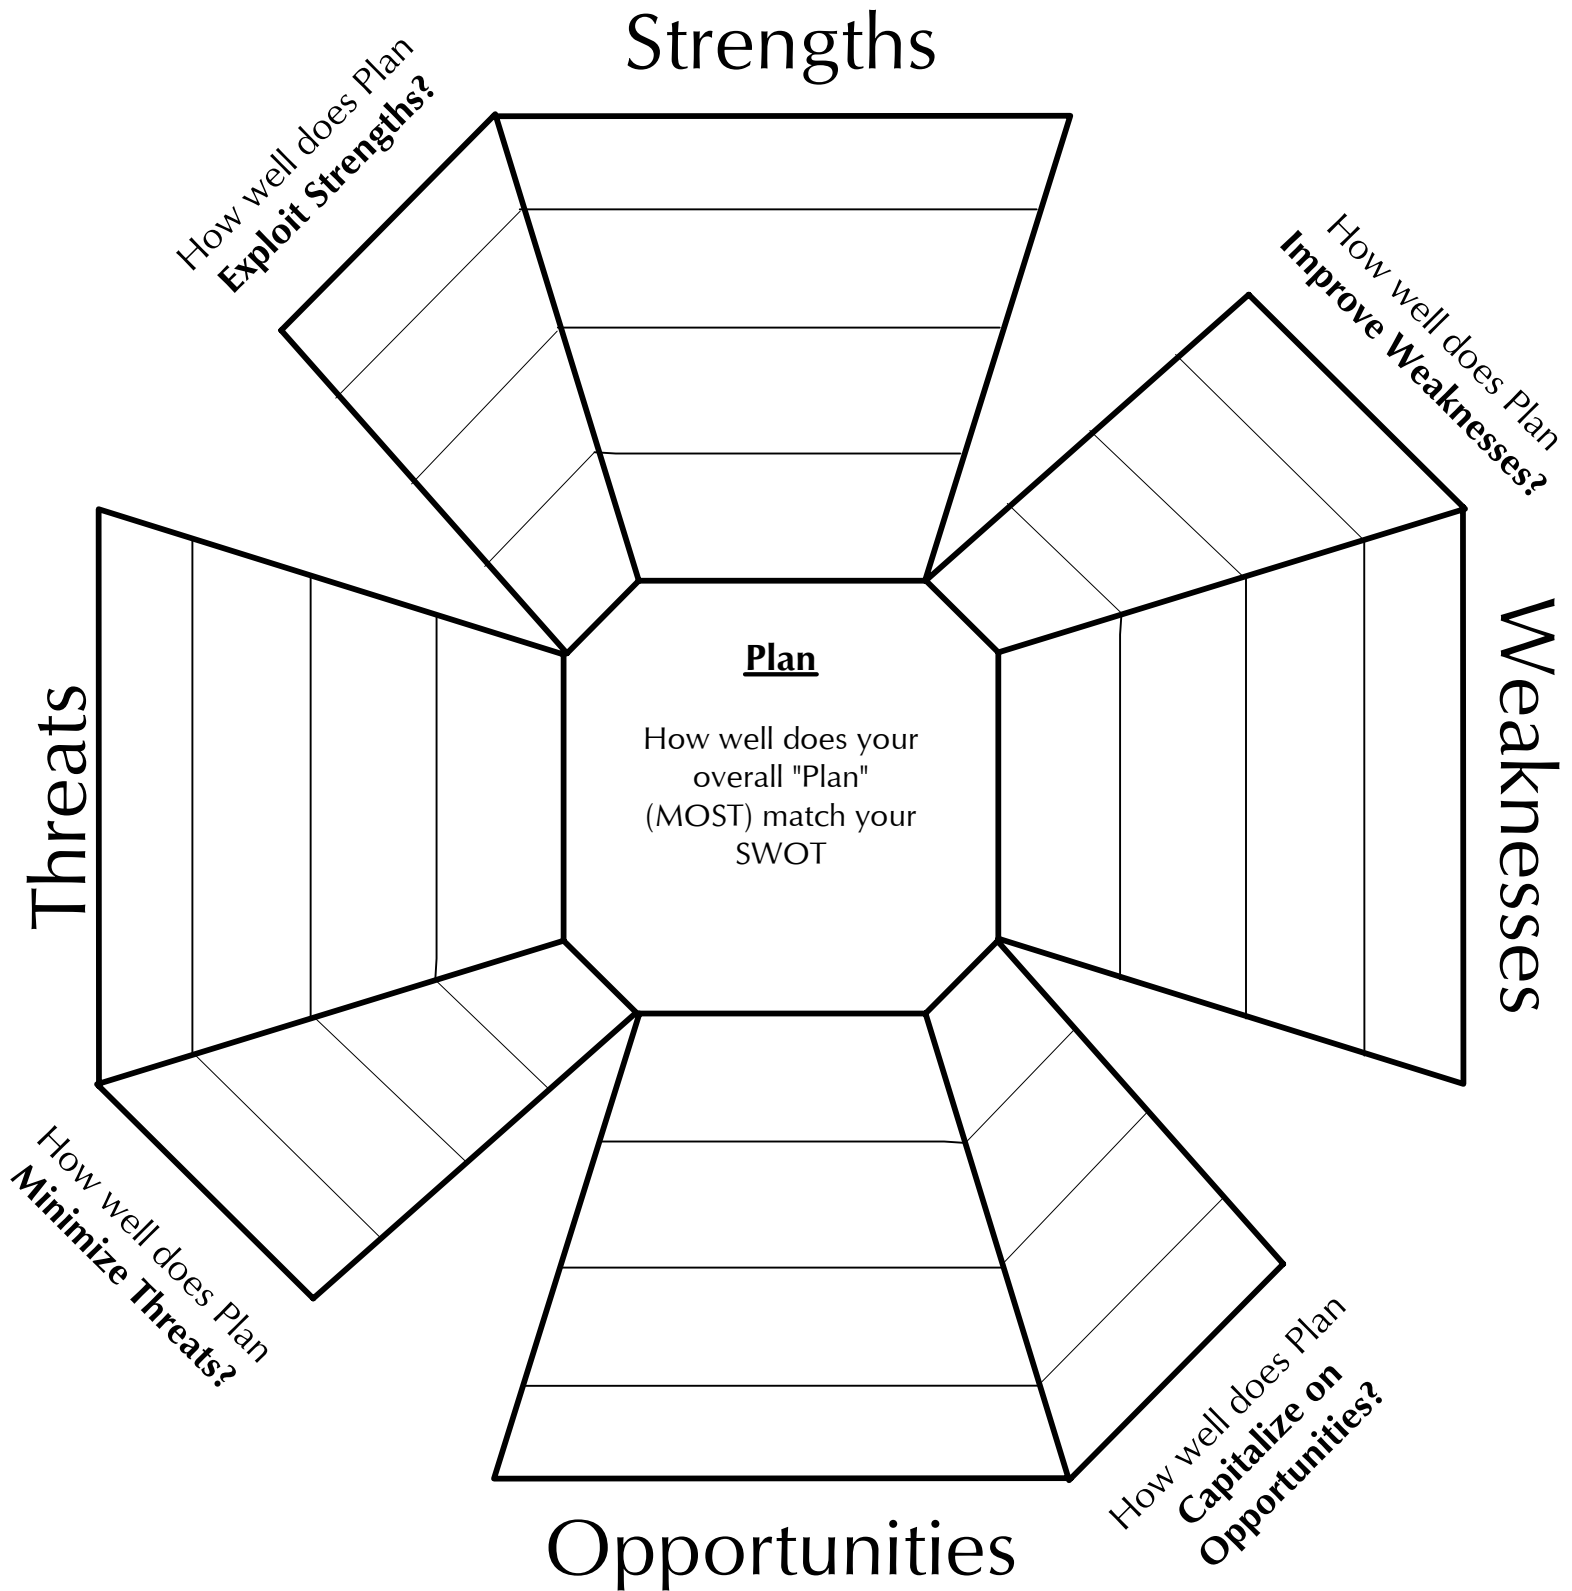 Strengths
How well does Plan
Exploit Strengths?
How well does Plan
Improve Weaknesses?
Threats
Plan
How well does your
overall "Plan"
(MOST) match your
SWOT
Weaknesses
How well does Plan
Minimize Threats?
How well does Plan
Capitalize on
Opportunities?
Opportunities